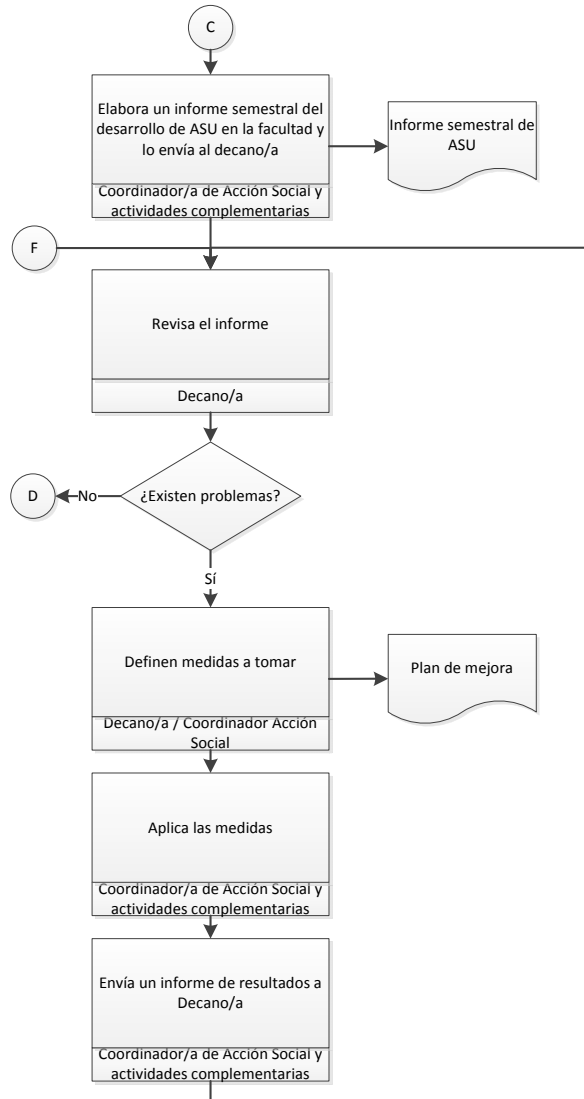 C
Elabora un informe semestral del
desarrollo de ASU en la facultad y
lo envía al decano/a
Coordinador/a de Acción Social y
actividades complementarias
Informe semestral de
ASU
F
Revisa el informe
Decano/a
¿Existen problemas?
No
D
Sí
Definen medidas a tomar
Decano/a / Coordinador Acción
Social
Plan de mejora
Aplica las medidas
Coordinador/a de Acción Social y
actividades complementarias
Envía un informe de resultados a
Decano/a
Coordinador/a de Acción Social y
actividades complementarias